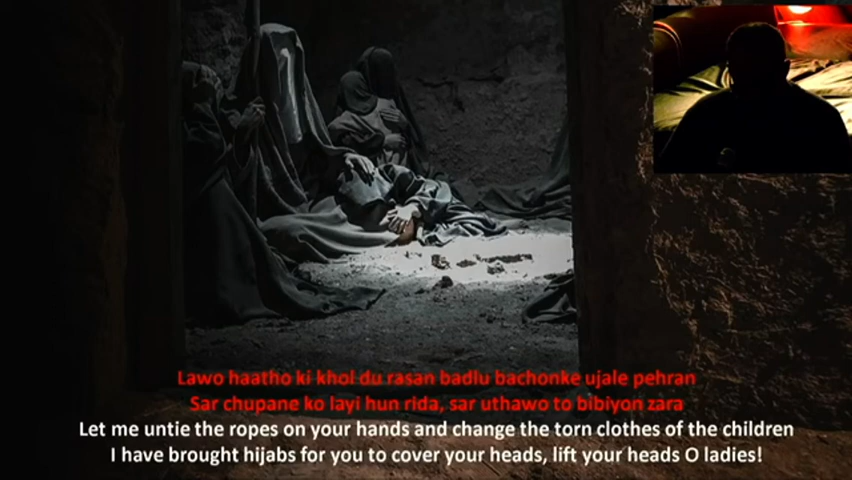 Lawo haatho ki khol du rasan badlu bachonke ujale pehran
Sar chupane ko layi hun rida, sar uthawo to bibiyon zara
Let me untie the ropes on your hands and change the torn clothes of the children
I have brought hijabs for you to cover your heads, lift your heads O ladies!